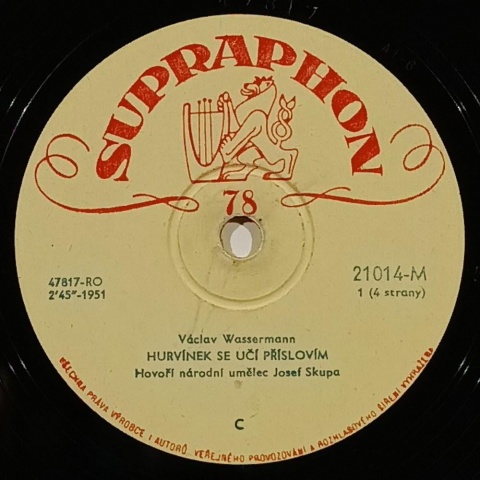 SUPRAPHON
78
47817-RO
2'45"-1951
21014-M
1 (4 strany)
Václav Wassermann
HURVÍNEK SE UČÍ PŘÍSLOVÍM
Hovoří národní umělec Josef Skupa
C
VŠECHNA PRÁVA VÝROBCE I AUTORŮ VEŘEJNÉHO PROVOZOVÁNÍ A ROZHLASOVÉHO ŠÍŘENÍ VYHRAŽENA